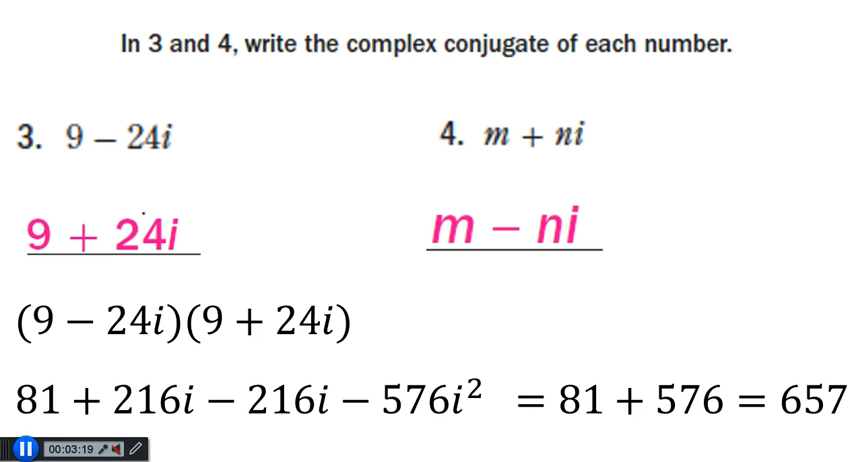 In 3 and 4, write the complex conjugate of each number.
3. 9 – 24i
4. m + ni
9 + 24i
m – ni
(9 − 24i)(9 + 24i)
81 + 216i − 216i − 576i² = 81 + 576 = 657
00:03:19